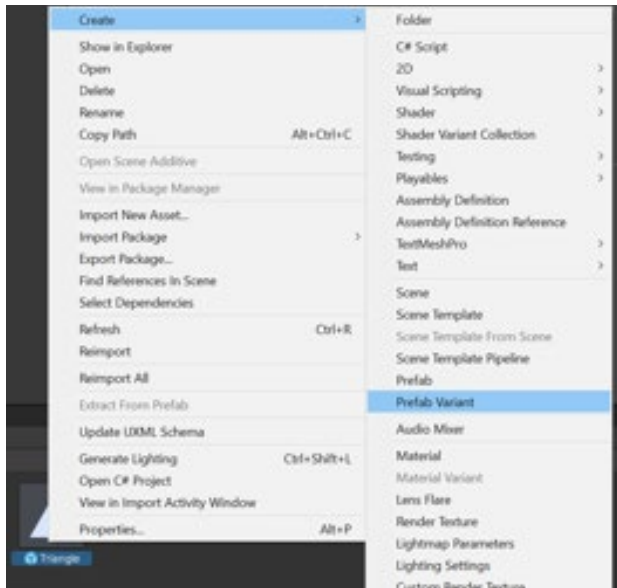 Create
Show in Explorer
Open
Delete
Rename
Copy Path Alt+Ctrl+C
Open Scene Additive
View in Package Manager
Import New Asset...
Import Package
Export Package...
Find References In Scene
Select Dependencies
Refresh Ctrl+R
Reimport
Reimport All
Extract From Prefab
Update UXML Schema
Generate Lighting Ctrl+Shift+L
Open C# Project
View in Import Activity Window
Properties... Alt+P
Triangle
Folder
C# Script
2D
Visual Scripting
Shader
Shader Variant Collection
Testing
Playables
Assembly Definition
Assembly Definition Reference
TextMeshPro
Text
Scene
Scene Template
Scene Template From Scene
Scene Template Pipeline
Prefab
Prefab Variant
Audio Mixer
Material
Material Variant
Lens Flare
Render Texture
Lightmap Parameters
Lighting Settings
Custom Render Texture